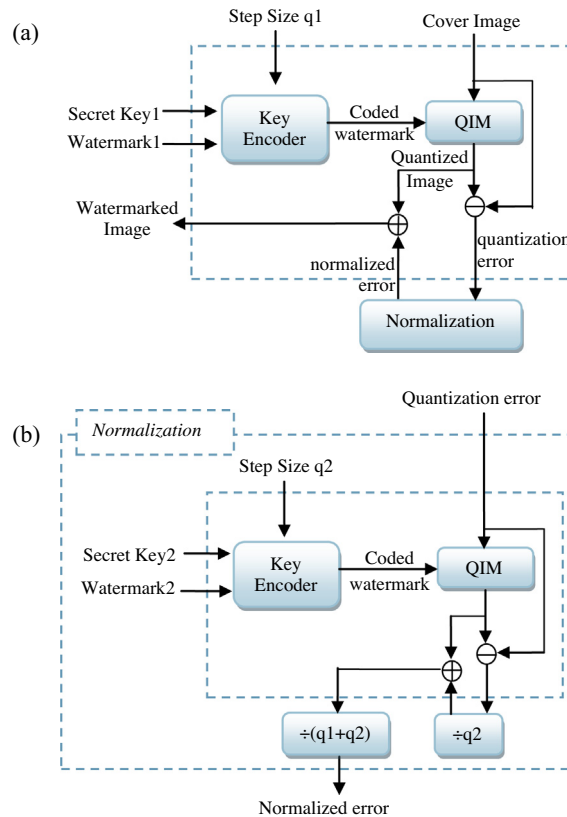 (a)
Step Size q1
Cover Image
Secret Key1
Watermark1
Key
Encoder
Coded
watermark
QIM
Quantized
Image
Watermarked
Image
normalized
error
quantization
error
Normalization
(b)
Quantization error
Normalization
Step Size q2
Secret Key2
Watermark2
Key
Encoder
Coded
watermark
QIM
÷(q1+q2)
÷q2
Normalized error